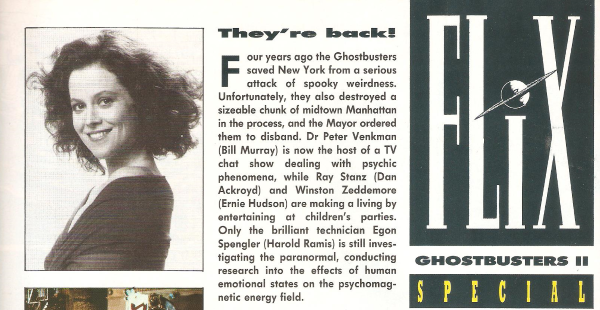 They're back!
Four years ago the Ghostbusters
saved New York from a serious
attack of spooky weirdness.
Unfortunately, they also destroyed a
sizeable chunk of midtown Manhattan
in the process, and the Mayor ordered
them to disband. Dr Peter Venkman
(Bill Murray) is now the host of a TV
chat show dealing with psychic
phenomena, while Ray Stanz (Dan
Ackroyd) and Winston Zeddemore
(Ernie Hudson) are making a living by
entertaining at children's parties.
Only the brilliant technician Egon
Spengler (Harold Ramis) is still inves-
tigating the paranormal, conducting
research into the effects of human
emotional states on the psychomag-
netic energy field.
FLiX
GHOSTBUSTERS II
SPECIAL